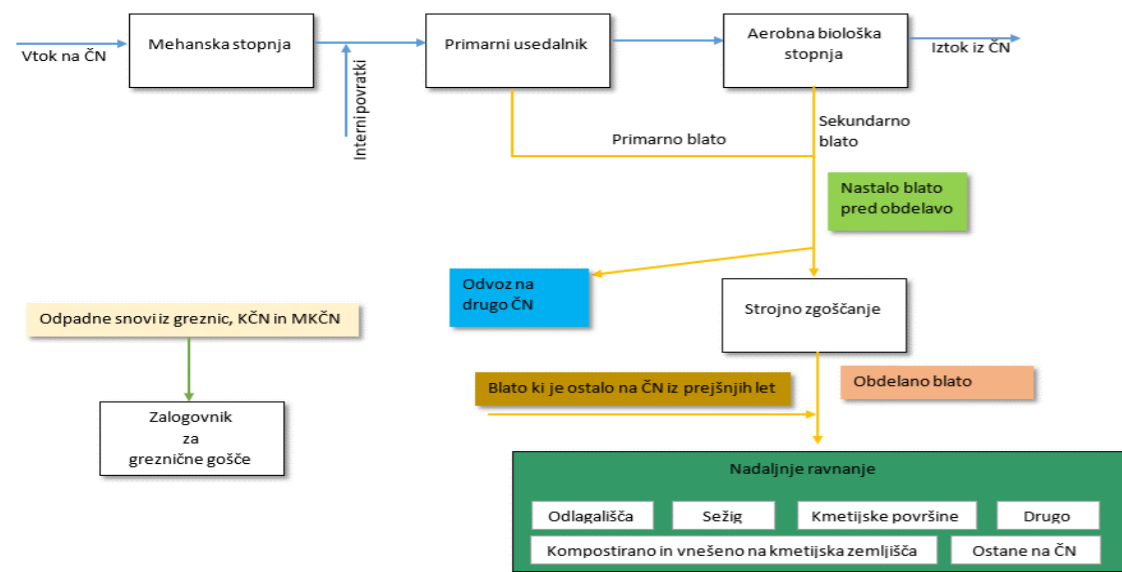 Vtok na ČN
Mehanska stopnja
Interni povratki
Primarni usedalnik
Aerobna biološka
stopnja
Iztok iz ČN
Primarno blato
Sekundarno
blato
Nastalo blato
pred obdelavo
Odvoz na
drugo ČN
Strojno zgoščanje
Odpadne snovi iz greznic, KČN in MKČN
Zalogovnik
za
greznične gošče
Blato ki je ostalo na ČN iz prejšnjih let
Obdelano blato
Nadaljnje ravnanje
Odlagališča
Sežig
Kmetijske površine
Drugo
Kompostirano in vnešeno na kmetijska zemljišča
Ostane na ČN